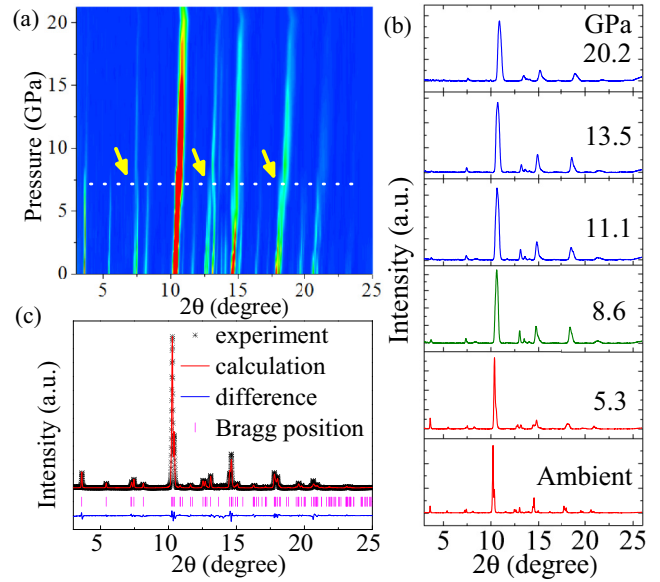 (a)
20
15
10
5
0
Pressure (GPa)
5 10 15 20 25
2θ (degree)
(b)
GPa
20.2
13.5
11.1
8.6
5.3
Ambient
Intensity (a.u.)
5 10 15 20 25
2θ (degree)
(c)
experiment
calculation
difference
Bragg position
Intensity (a.u.)
5 10 15 20 25
2θ (degree)